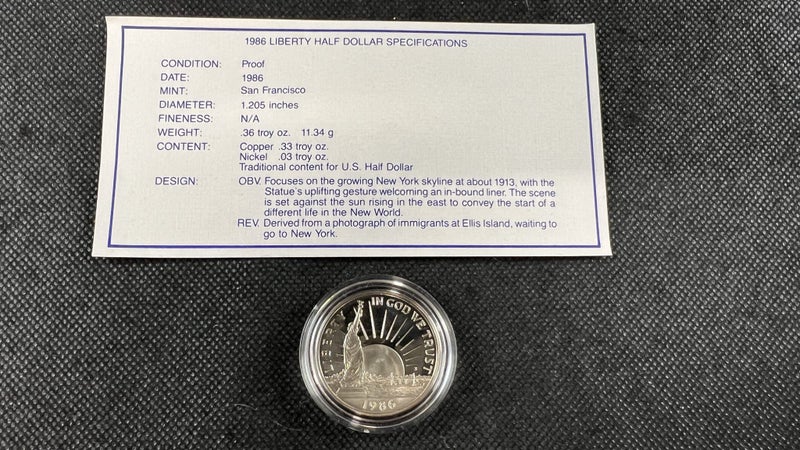 1986 LIBERTY HALF DOLLAR SPECIFICATIONS
CONDITION: Proof
DATE: 1986
MINT: San Francisco
DIAMETER: 1.205 inches
FINENESS: N/A
WEIGHT: .36 troy oz. 11.34 g
CONTENT: Copper .33 troy oz.
Nickel .03 troy oz.
Traditional content for U.S. Half Dollar
DESIGN: OBV. Focuses on the growing New York skyline at about 1913, with the
Statue's uplifting gesture welcoming an in-bound liner. The scene
is set against the sun rising in the east to convey the start of a
different life in the New World.
REV. Derived from a photograph of immigrants at Ellis Island, waiting to
go to New York.
LIBERTY IN GOD WE TRUST
1986